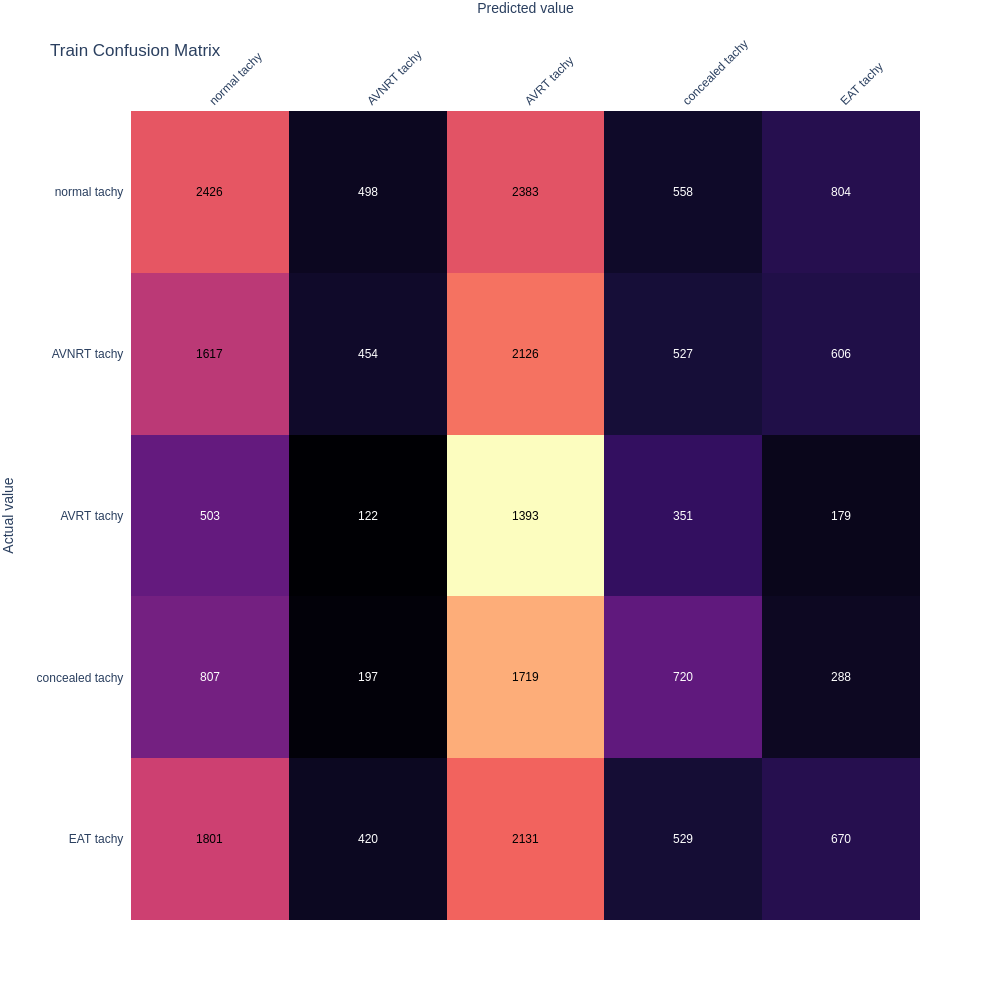 Predicted value
Train Confusion Matrix
normal tachy
AVNRT tachy
AVRT tachy
concealed tachy
EAT tachy
normal tachy 2426 498 2383 558 804
AVNRT tachy 1617 454 2126 527 606
AVRT tachy 503 122 1393 351 179
concealed tachy 807 197 1719 720 288
EAT tachy 1801 420 2131 529 670
Actual value